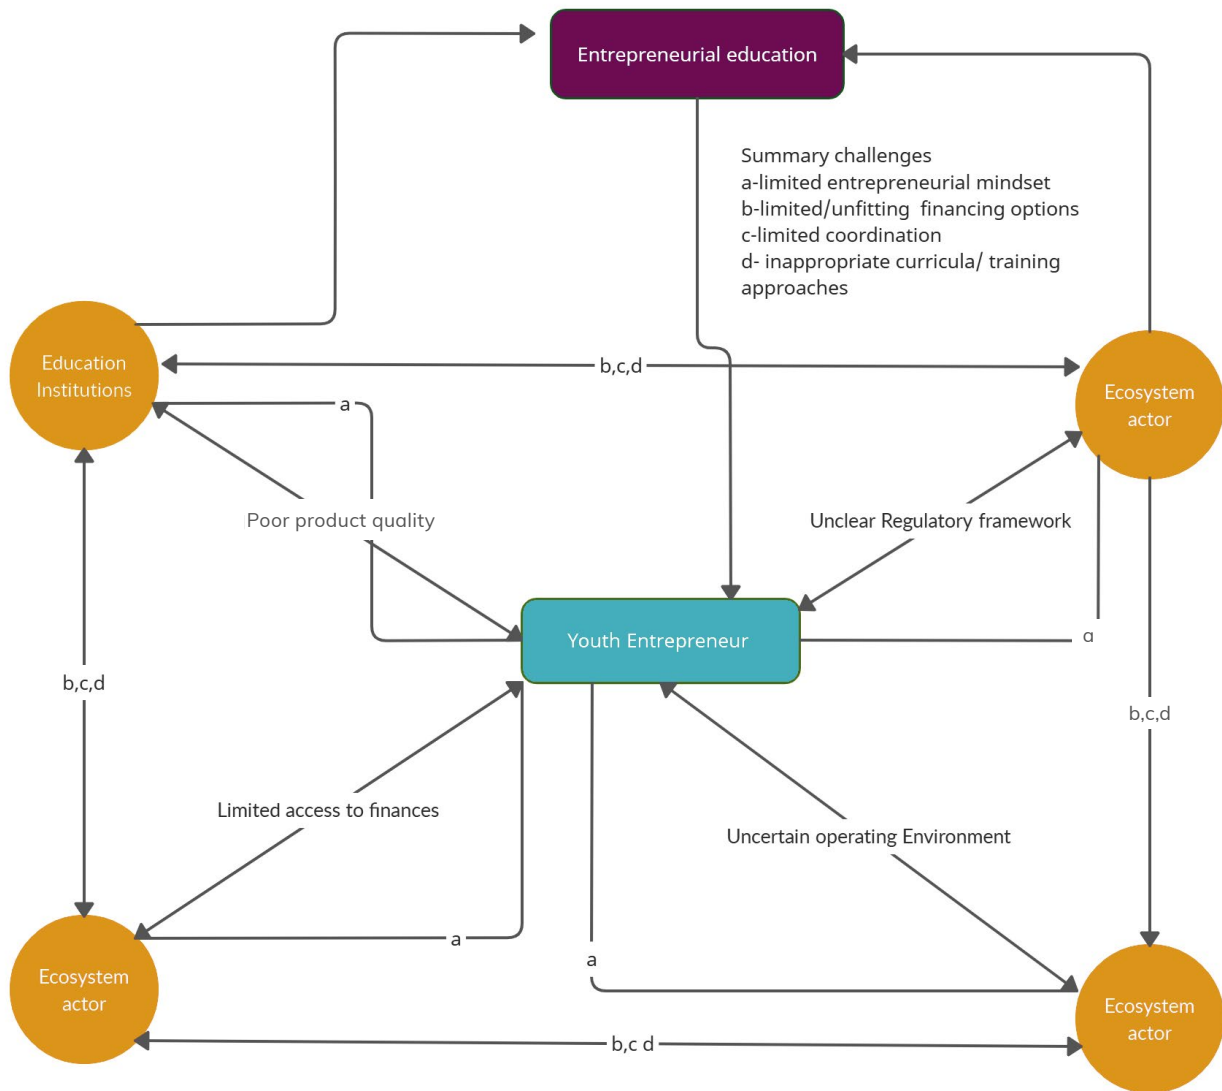 Entrepreneurial education
Summary challenges
a-limited entrepreneurial mindset
b-limited/unfitting  financing options
c-limited coordination
d- inappropriate curricula/ training
approaches
Education
Institutions
b,c,d
Ecosystem
actor
a
Poor product quality
Unclear Regulatory framework
Youth Entrepreneur
a
b,c,d
b,c,d
Limited access to finances
Uncertain operating Environment
a
a
Ecosystem
actor
Ecosystem
actor
b,c d